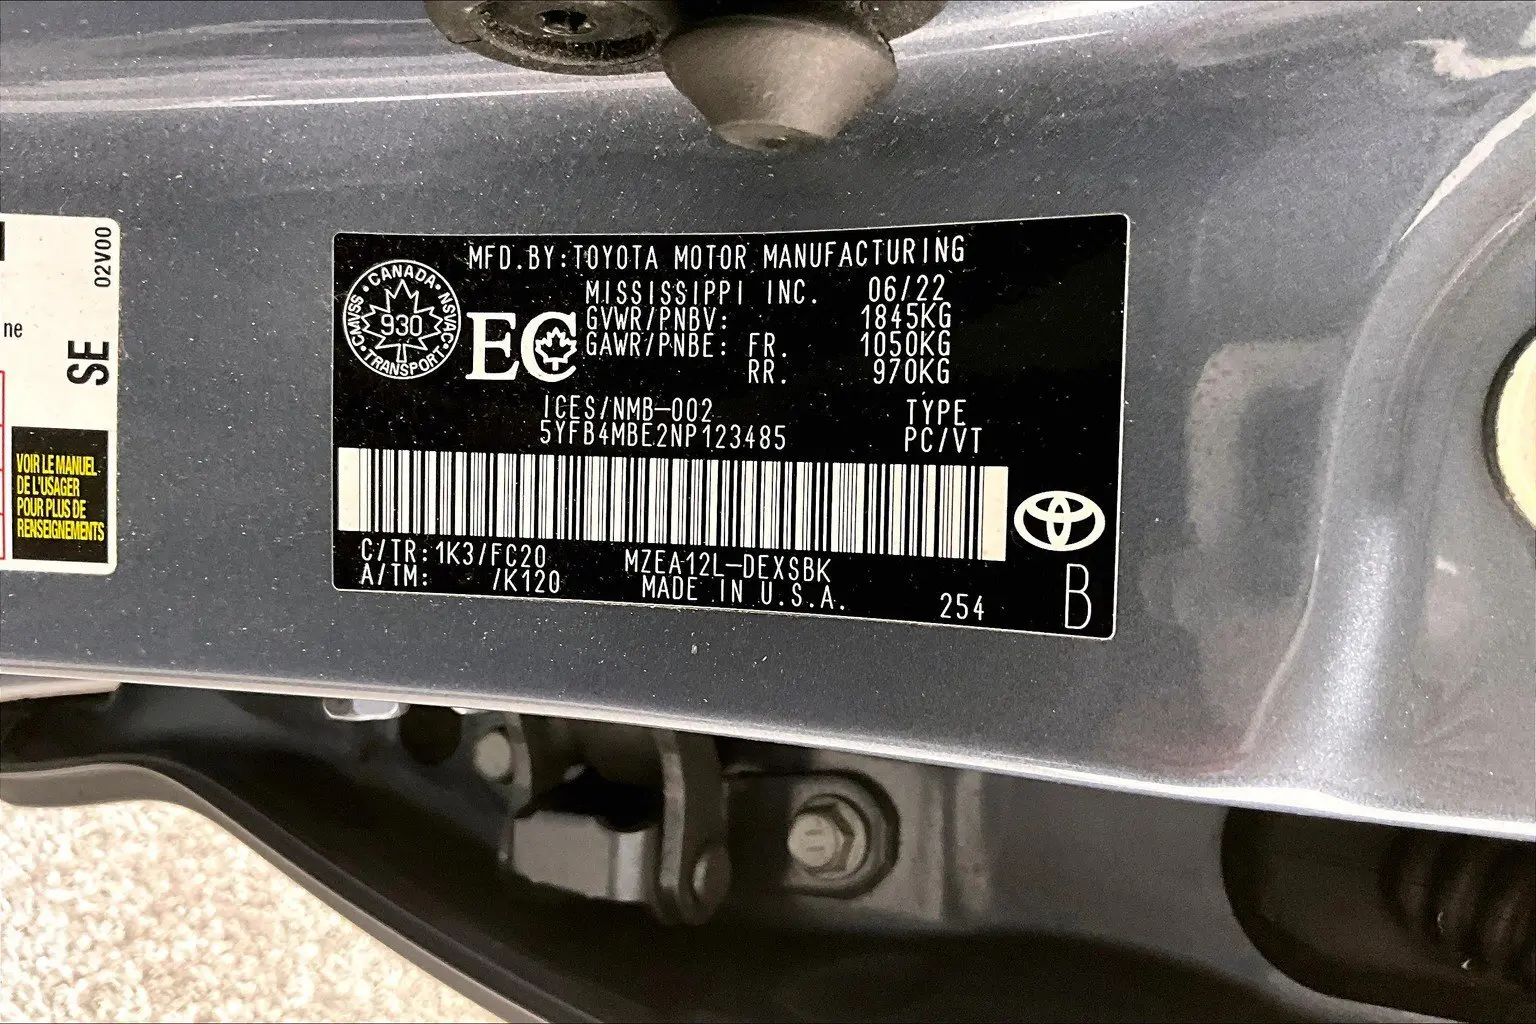 02V00
ne
SE
VOIR LE MANUEL
DE L'USAGER
POUR PLUS DE
RENSEIGNEMENTS
MFD.BY:TOYOTA MOTOR MANUFACTURING
MISSISSIPPI INC. 06/22
GVWR/PNBV: 1845KG
GAWR/PNBE: FR. 1050KG
RR. 970KG
CANADA • NSVAC • TRANSPORT • CMVSS •
930
EC
ICES/NMB-002 TYPE
5YFB4MBE2NP123485 PC/VT
C/TR:1K3/FC20 MZEA12L-DEXSBK
A/TM: /K120 MADE IN U.S.A.
254
B